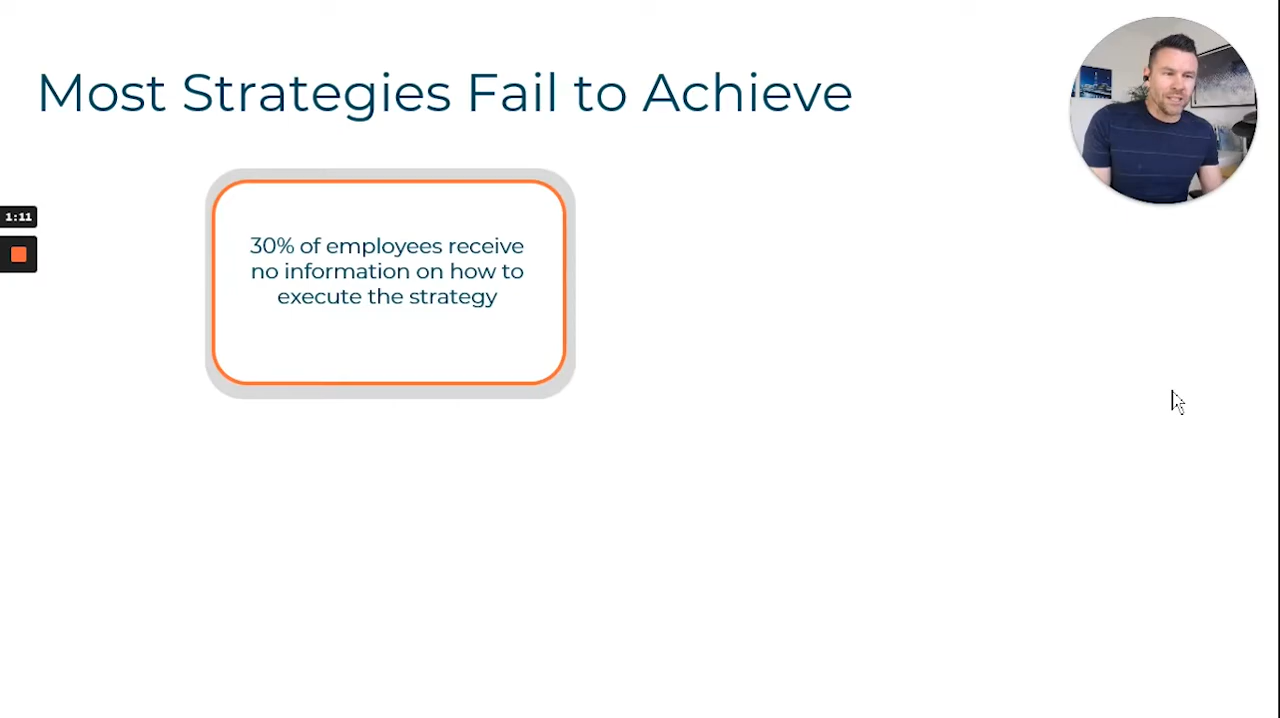 Most Strategies Fail to Achieve
1:11
30% of employees receive
no information on how to
execute the strategy